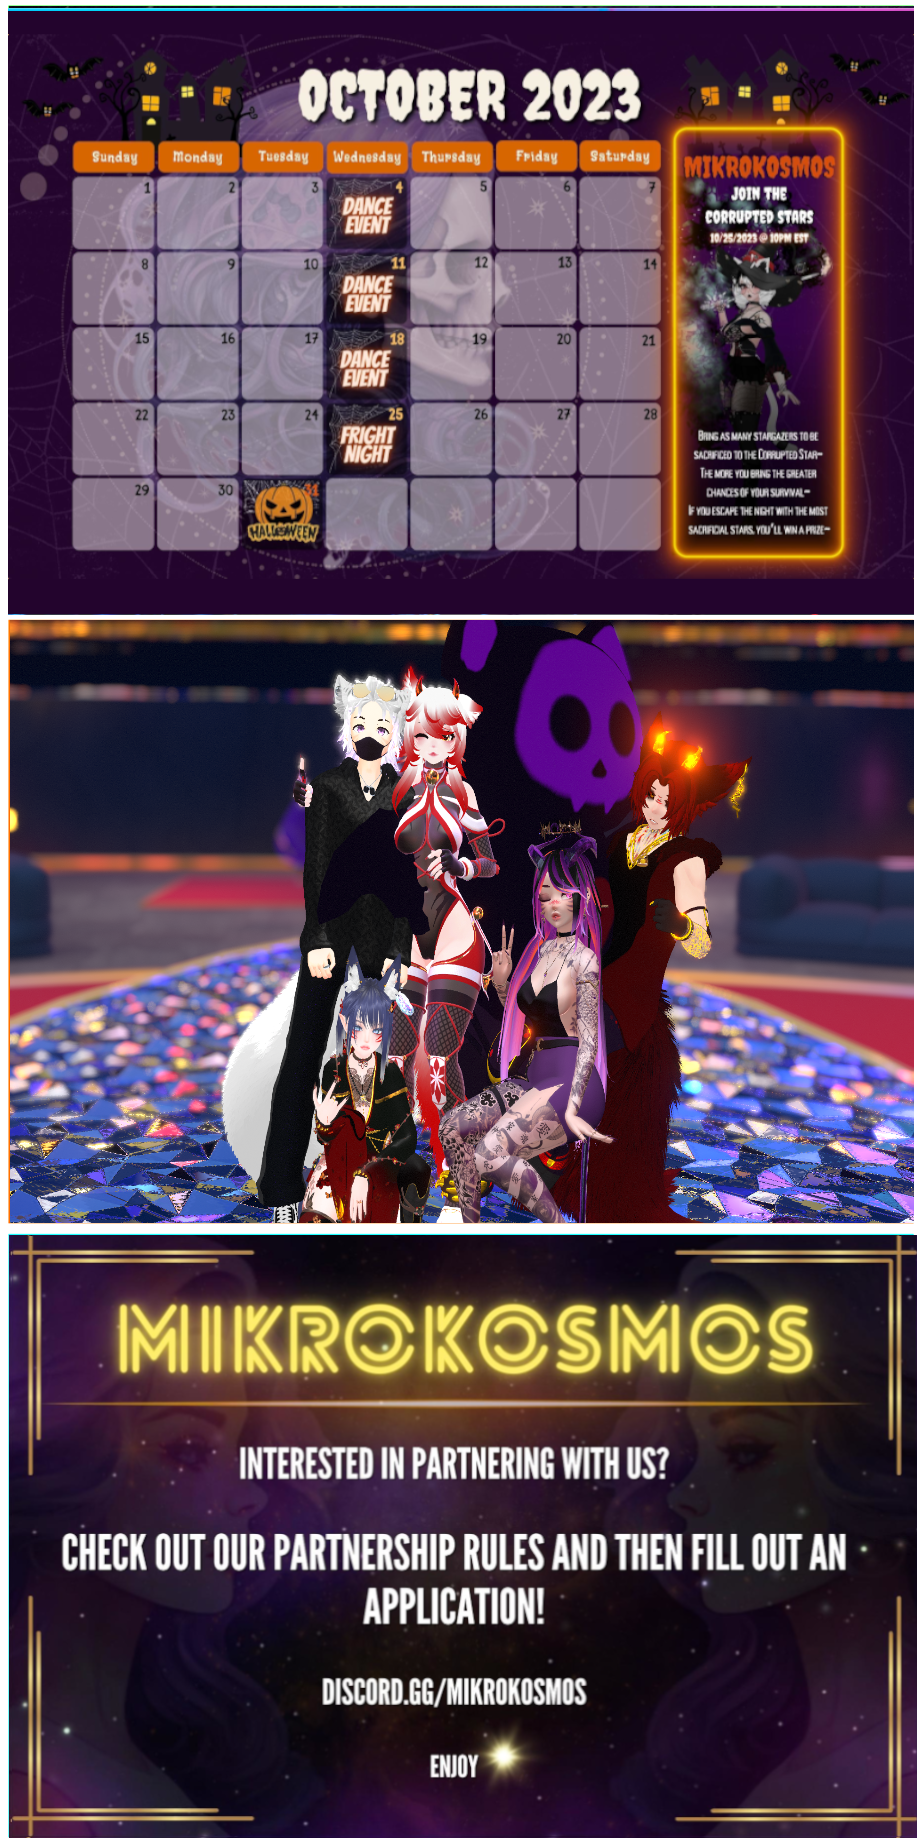 OCTOBER 2023
Sunday Monday Tuesday Wednesday Thursday Friday Saturday
1 2 3 4 5 6 7
DANCE
EVENT
8 9 10 11 12 13 14
DANCE
EVENT
15 16 17 18 19 20 21
DANCE
EVENT
22 23 24 25 26 27 28
FRIGHT
NIGHT
29 30 31
HALLOWEEN
MIKROKOSMOS
JOIN THE
CORRUPTED STARS
10/25/2023 @ 10PM EST
BRING AS MANY STARGAZERS TO BE
SACRIFICED TO THE CORRUPTED STAR~
THE MORE YOU BRING THE GREATER
CHANCES OF YOUR SURVIVAL~
IF YOU ESCAPE THE NIGHT WITH THE MOST
SACRIFICIAL STARS, YOU'LL WIN A PRIZE~
MIKROKOSMOS
INTERESTED IN PARTNERING WITH US?
CHECK OUT OUR PARTNERSHIP RULES AND THEN FILL OUT AN
APPLICATION!
DISCORD.GG/MIKROKOSMOS
ENJOY